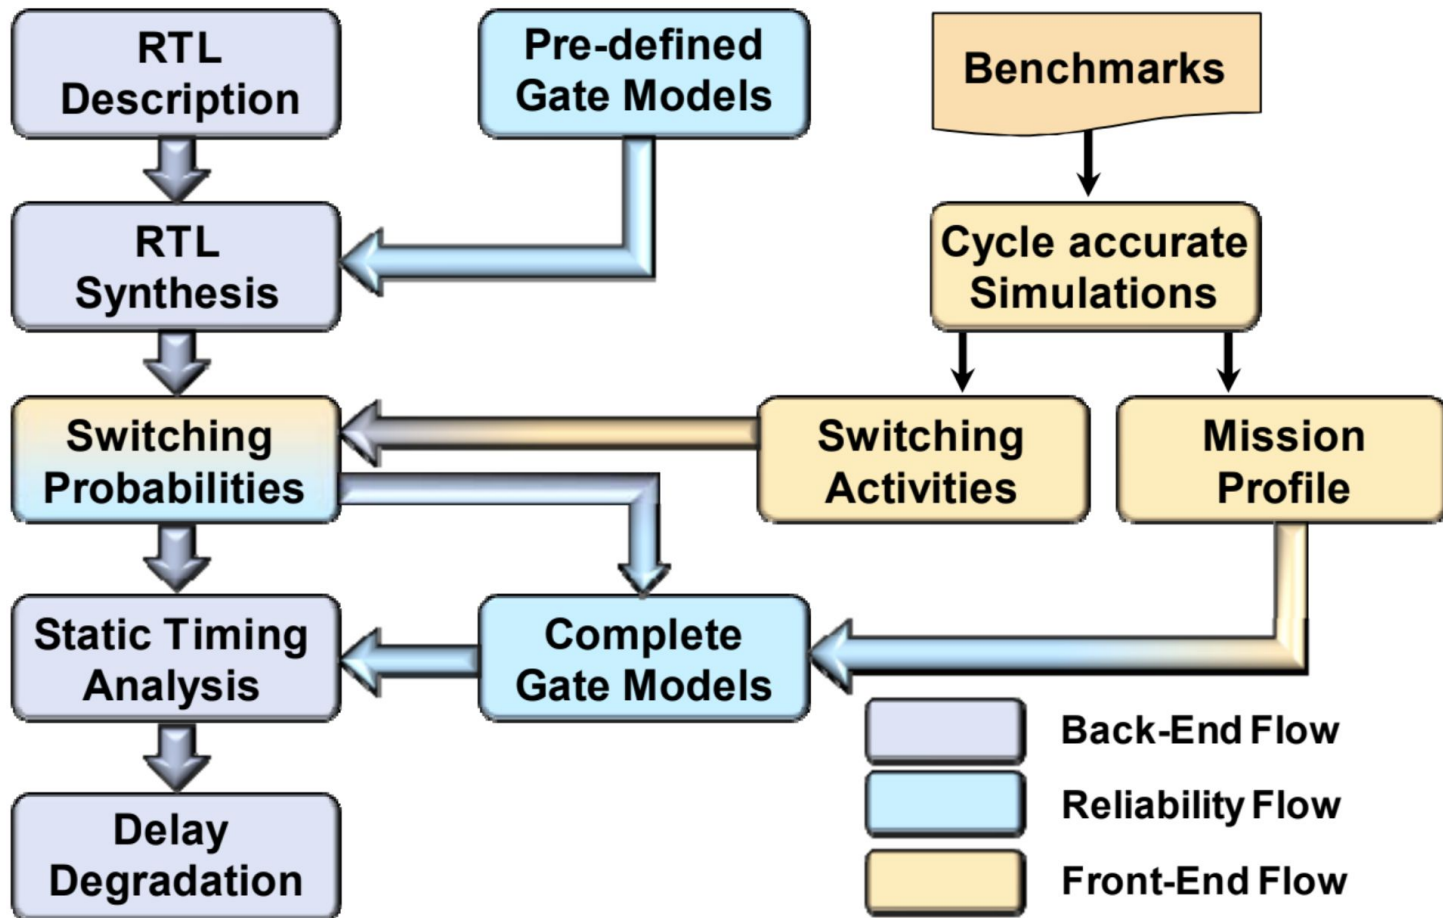 RTL
Description
Pre-defined
Gate Models
Benchmarks
RTL
Synthesis
Cycle accurate
Simulations
Switching
Probabilities
Switching
Activities
Mission
Profile
Static Timing
Analysis
Complete
Gate Models
Back-End Flow
Reliability Flow
Front-End Flow
Delay
Degradation